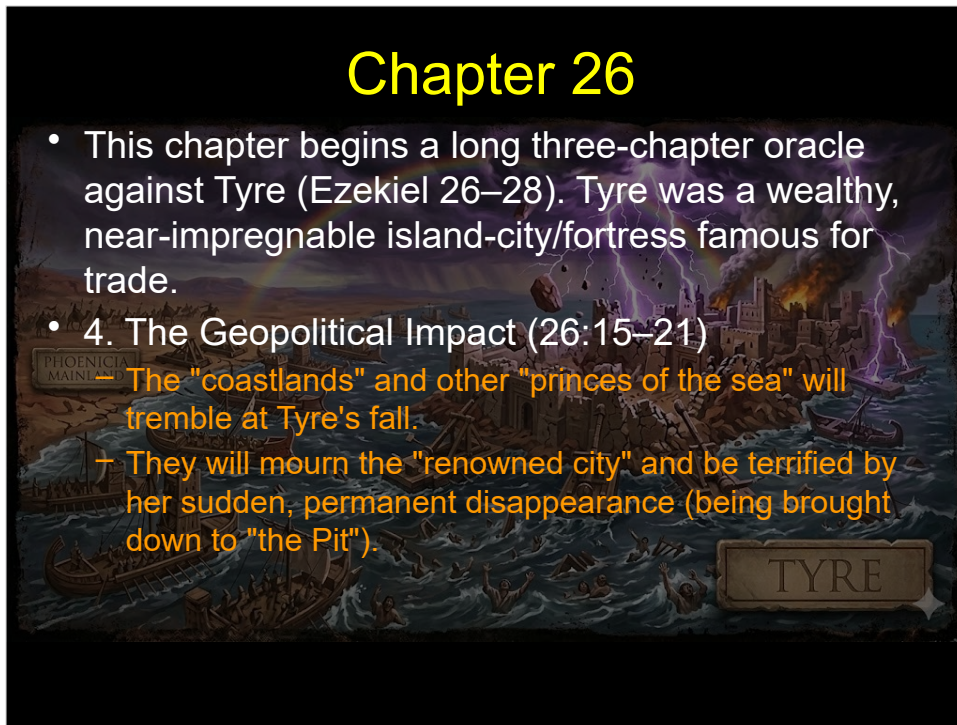 Chapter 26
• This chapter begins a long three-chapter oracle
against Tyre (Ezekiel 26–28). Tyre was a wealthy,
near-impregnable island-city/fortress famous for
trade.
• 4. The Geopolitical Impact (26:15–21)
– The "coastlands" and other "princes of the sea" will
tremble at Tyre's fall.
– They will mourn the "renowned city" and be terrified by
her sudden, permanent disappearance (being brought
down to "the Pit").
PHOENICIA
MAINLAND
TYRE